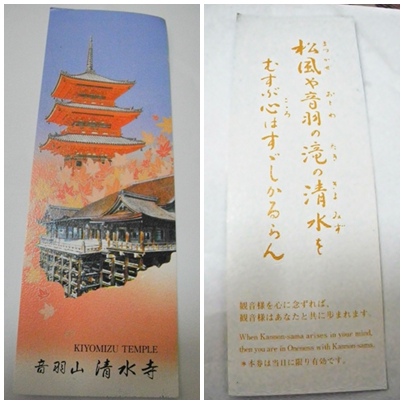 KIYOMIZU TEMPLE
音羽山 清水寺
松風や音羽の滝の清水を
むすぶ心はすゞしかるらん
観音様を心に念ずれば、
観音様はあなたと共に歩まれます。
When Kannon-sama arises in your mind,
then you are in Oneness with Kannon-sama.
＊本券は当日に限り有効です。